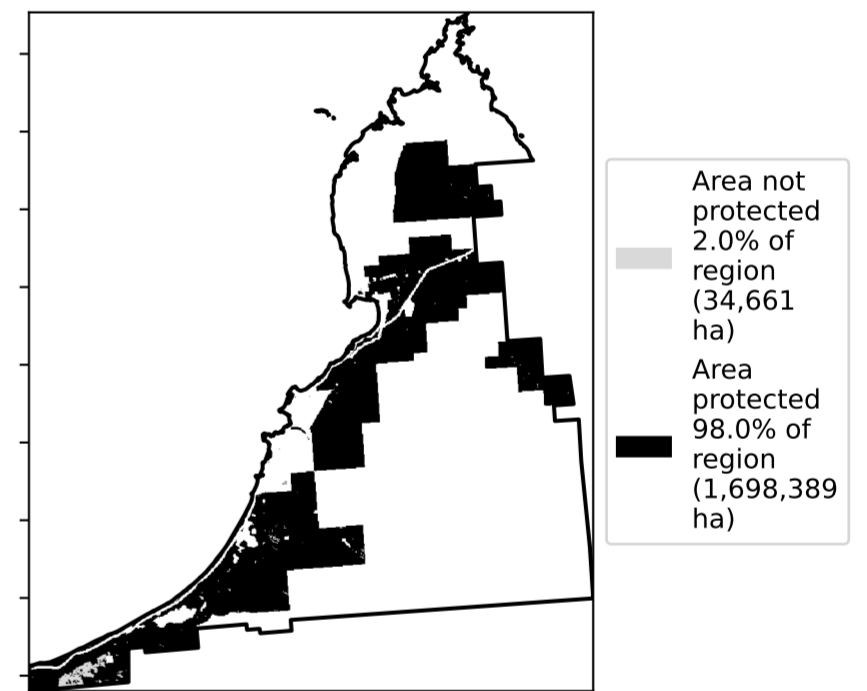 Area not
protected
2.0% of
region
(34,661
ha)
Area
protected
98.0% of
region
(1,698,389
ha)